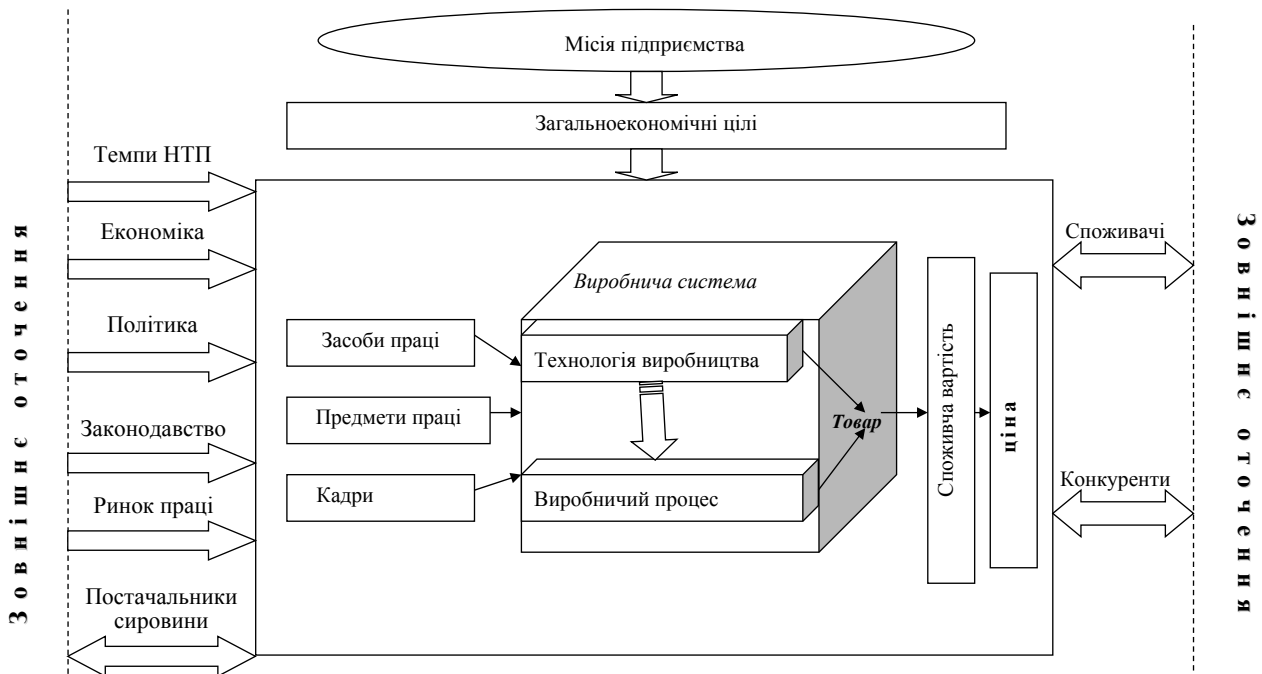 Місія підприємства
Загальноекономічні цілі
Зовнішнє оточення
Темпи НТП
Економіка
Політика
Законодавство
Ринок праці
Постачальники
сировини
Засоби праці
Предмети праці
Кадри
Виробнича система
Технологія виробництва
Виробничий процес
Товар
Споживча вартість
ціна
Споживачі
Конкуренти
Зовнішнє оточення